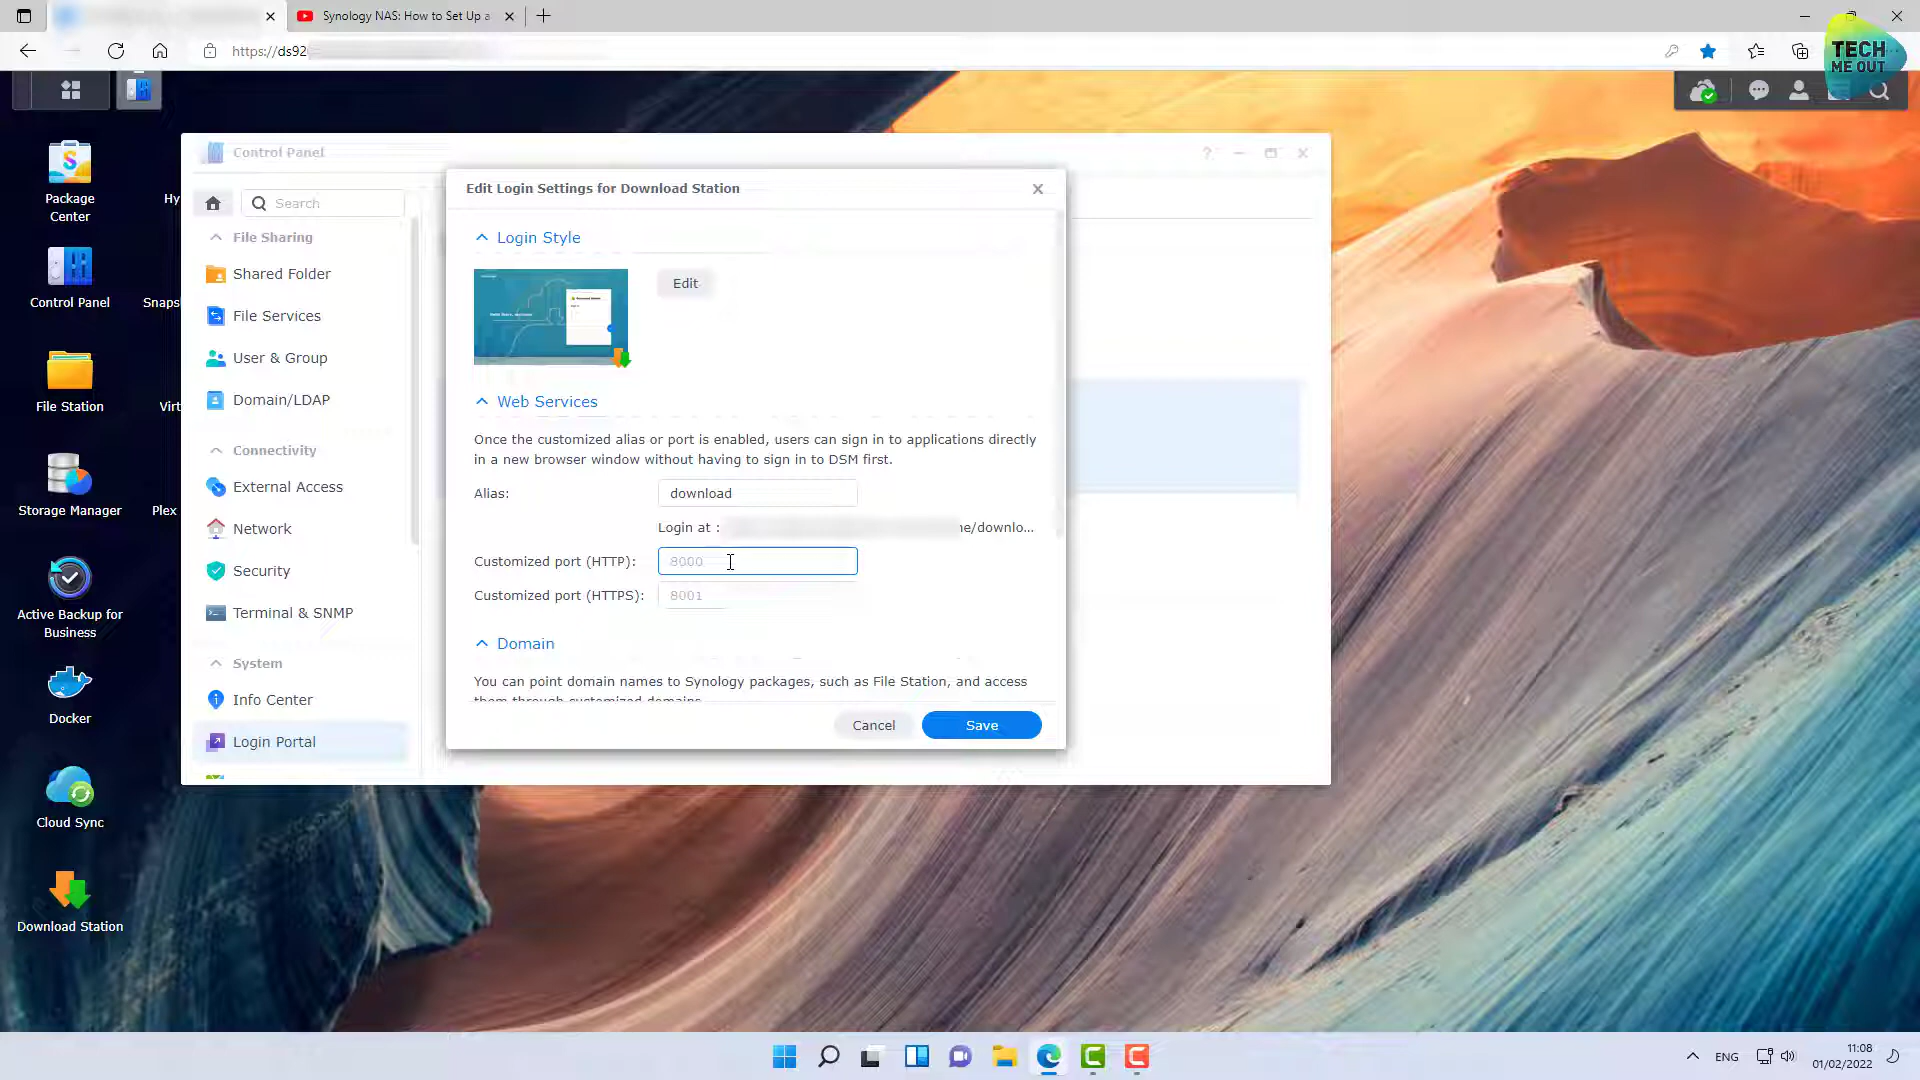 Synology NAS: How to Set Up a
https://ds92
TECH
ME OUT
Control Panel
Package
Center
Hy
Control Panel
Snaps
File Station
Virt
Storage Manager
Plex
Active Backup for
Business
Docker
Cloud Sync
Download Station
Search
File Sharing
Shared Folder
File Services
User & Group
Domain/LDAP
Connectivity
External Access
Network
Security
Terminal & SNMP
System
Info Center
Login Portal
Edit Login Settings for Download Station
Login Style
Edit
Web Services
Once the customized alias or port is enabled, users can sign in to applications directly
in a new browser window without having to sign in to DSM first.
Alias:
download
Login at :
/downlo...
Customized port (HTTP):
8000
Customized port (HTTPS):
8001
Domain
You can point domain names to Synology packages, such as File Station, and access
them through customized domains.
Cancel
Save
ENG
11:08
01/02/2022